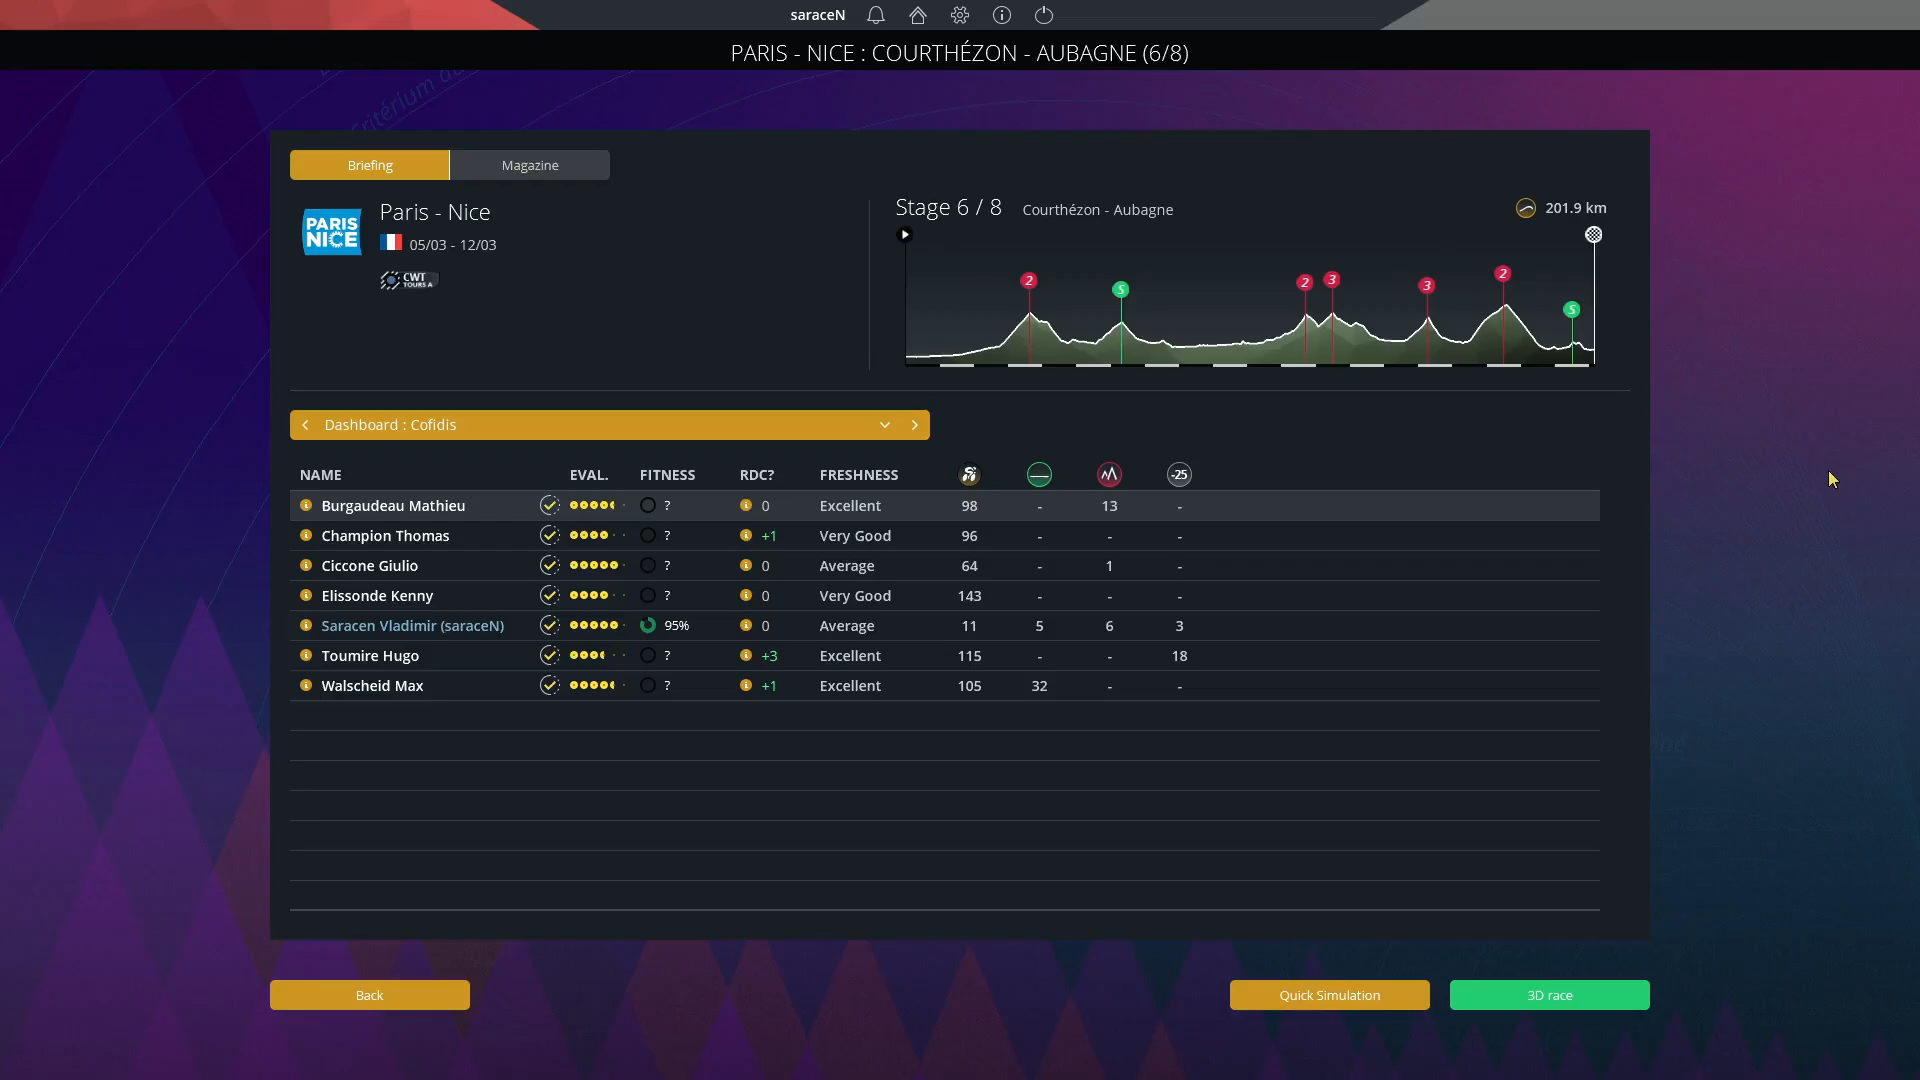 saraceN
PARIS - NICE : COURTHÉZON - AUBAGNE (6/8)
Critérium du
Briefing
Magazine
PARIS
NICE
Paris - Nice
05/03 - 12/03
CWT
TOURS A
Stage 6 / 8
Courthézon - Aubagne
201.9 km
2
S
2
3
3
2
S
Dashboard : Cofidis
NAME EVAL. FITNESS RDC? FRESHNESS -25
Burgaudeau Mathieu ? 0 Excellent 98 - 13 -
Champion Thomas ? +1 Very Good 96 - - -
Ciccone Giulio ? 0 Average 64 - 1 -
Elissonde Kenny ? 0 Very Good 143 - - -
Saracen Vladimir (saraceN) 95% 0 Average 11 5 6 3
Toumire Hugo ? +3 Excellent 115 - - 18
Walscheid Max ? +1 Excellent 105 32 - -
Back
Quick Simulation
3D race